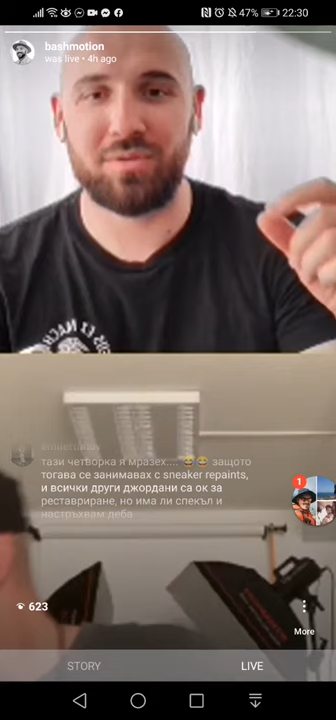 47% 22:30
bashmotion
was live • 4h ago
тази четворка я мразех.... 😂😂 защото
тогава се занимавах с sneaker repaints,
и всички други джордани са ок за
реставриране, но има ли спекъл и
настръхвам деба
1
623
More
STORY LIVE